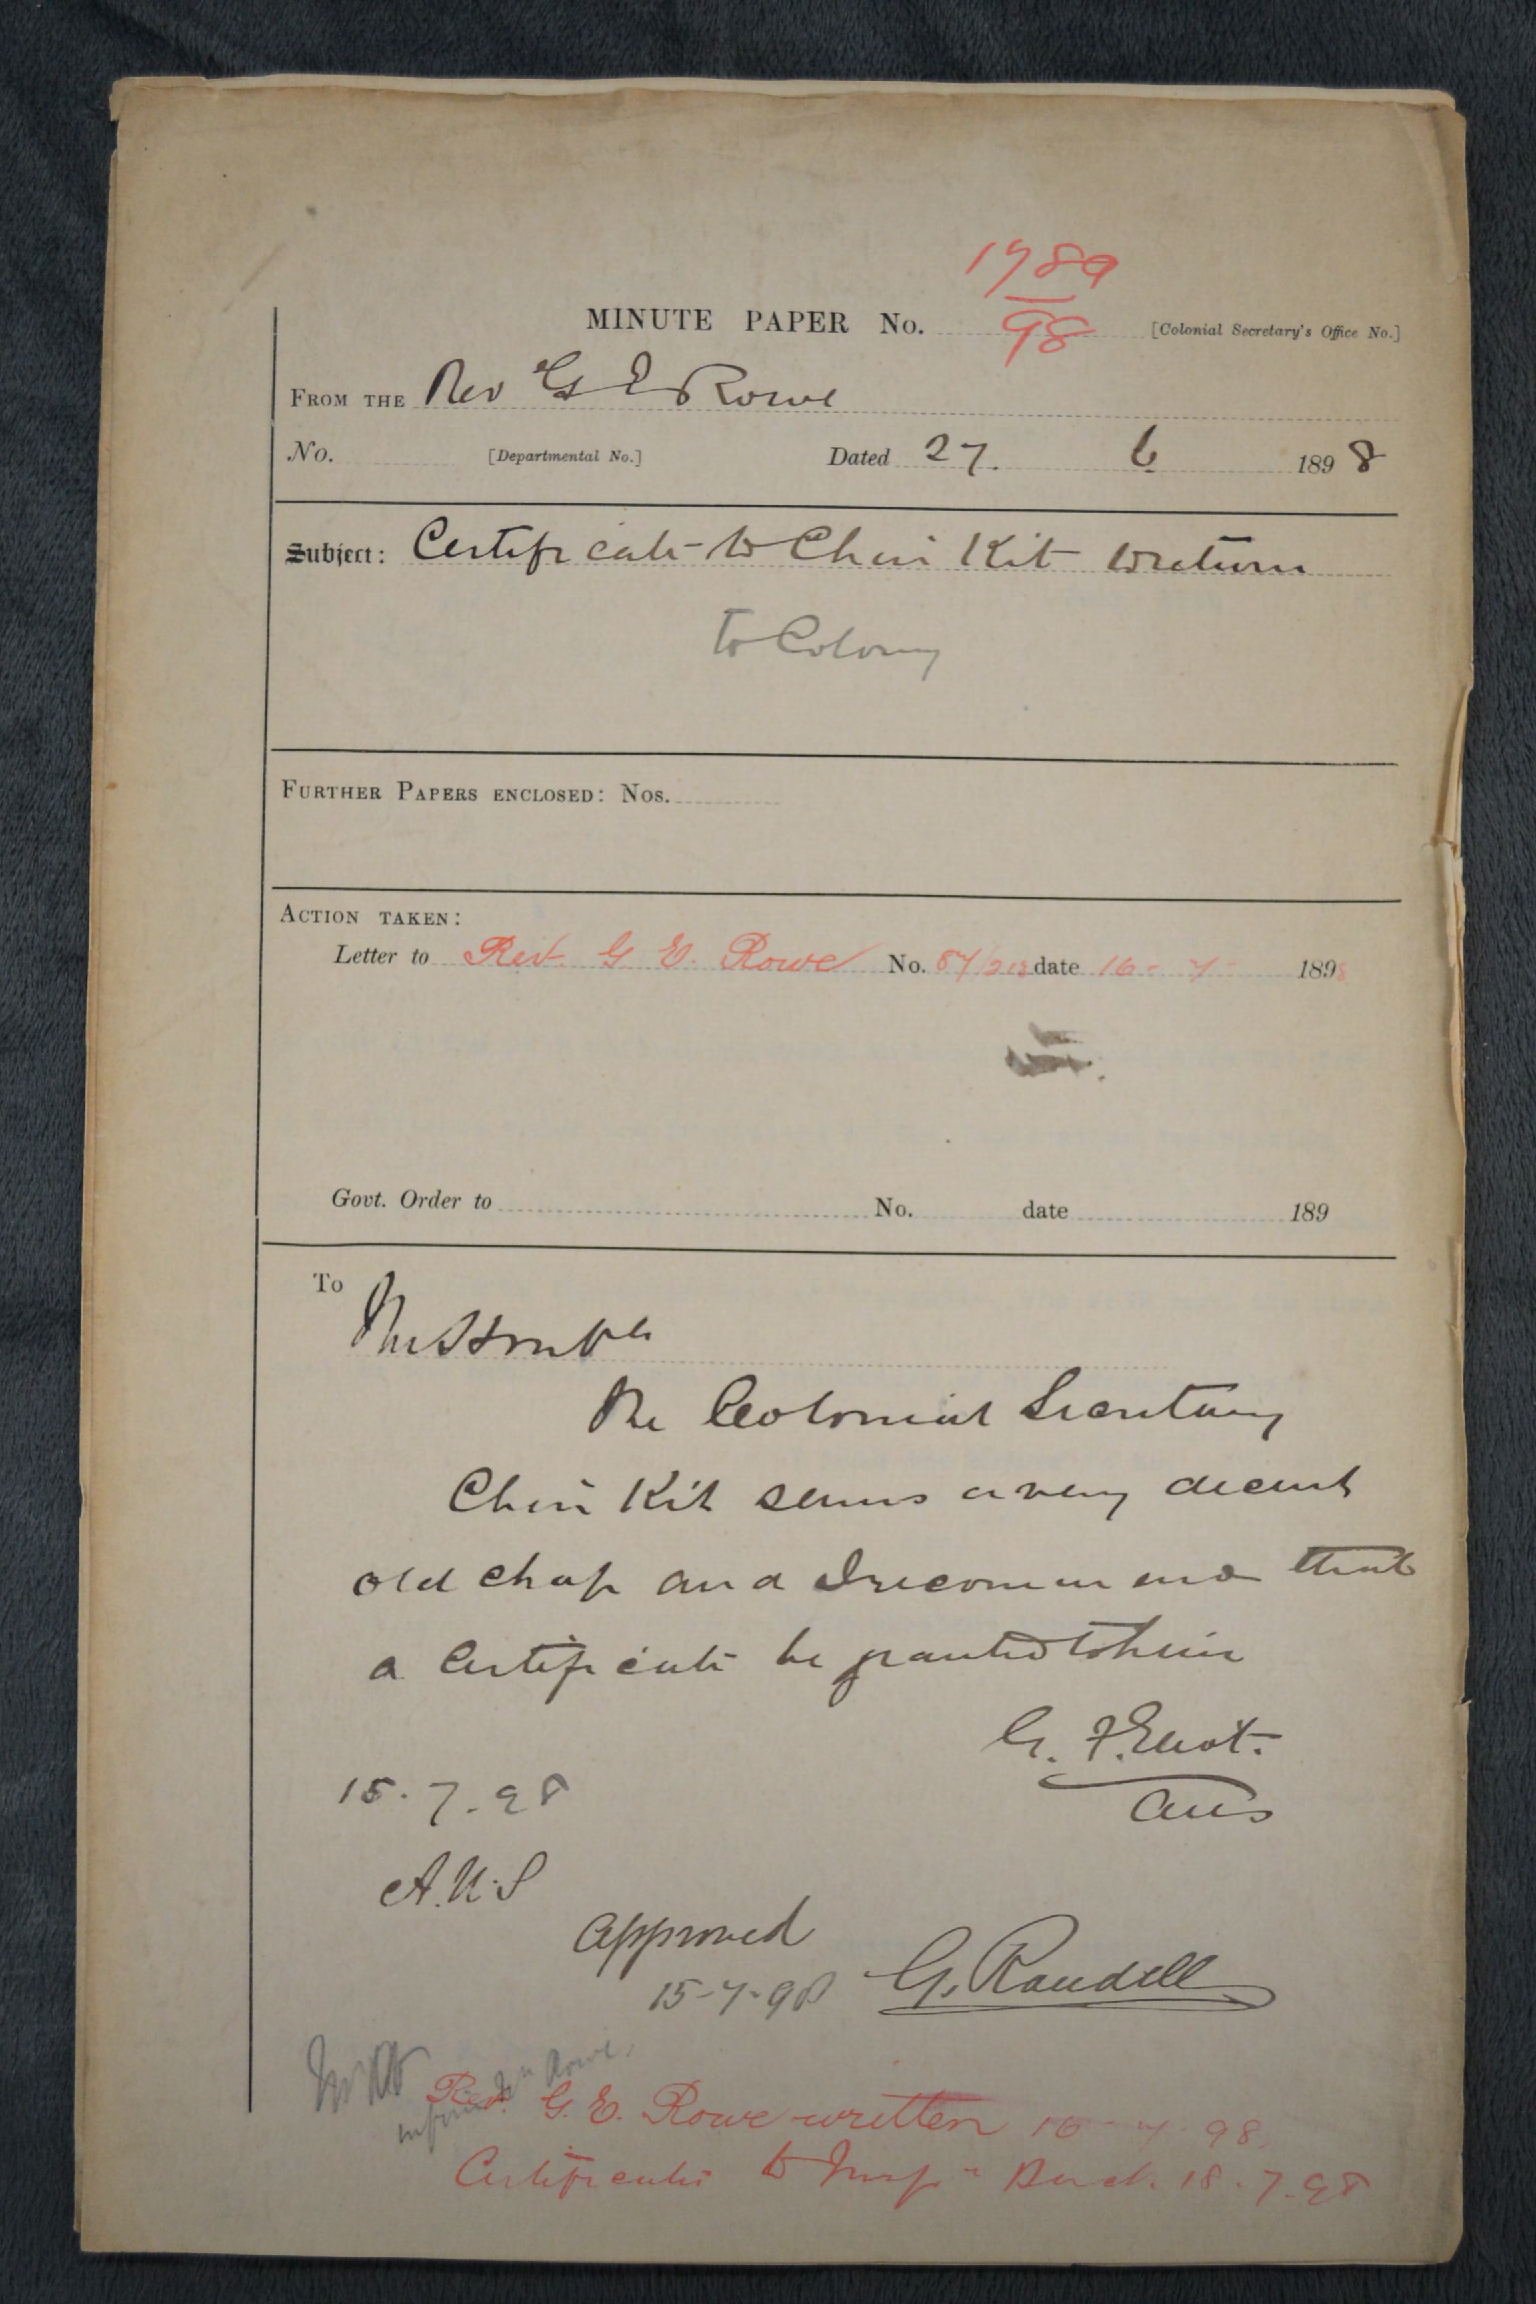 1789
98
MINUTE PAPER No. [Colonial Secretary's Office No.]
FROM THE Rev G E Rowe
No. [Departmental No.] Dated 27. 6 1898
Subject: Certificate to Chin Kit to return
to Colony
FURTHER PAPERS ENCLOSED: Nos.
ACTION TAKEN:
Letter to Rev. G E. Rowe No. date 16 - 7 - 1898
Govt. Order to No. date 189
To
The Honble
The Colonial Secretary
Chin Kit seems a very decent
old chap and I recommend that
a Certificate be granted to him
G. F. Eliot.
AUS
15.7.98
A.U.S
Approved
15-7-98 G. Randell
inform Rowe.
Rev. G. E. Rowe written 16 7 98.
Certificate to Insp 18.7.98